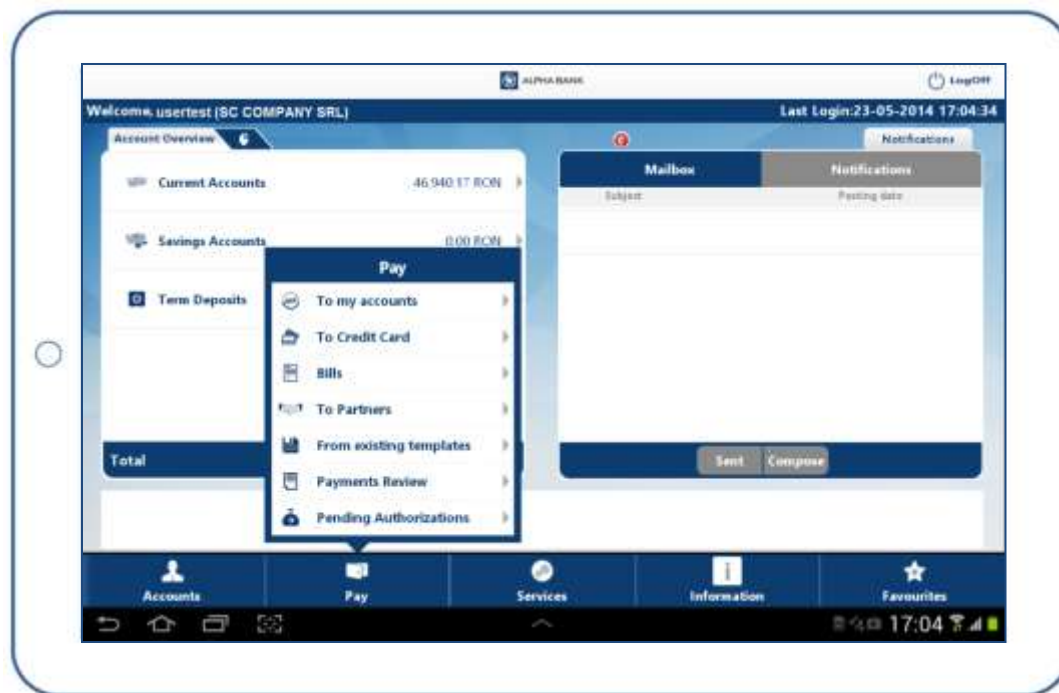 ALPHA BANK
LogOff
Welcome, usertest (SC COMPANY SRL)
Last Login:23-05-2014 17:04:34
Account Overview
Notifications
Current Accounts 46.940.17 RON
Savings Accounts 0.00 RON
Term Deposits
Total
Mailbox
Notifications
Subject
Posting date
Sent
Compose
Pay
To my accounts
To Credit Card
Bills
To Partners
From existing templates
Payments Review
Pending Authorizations
Accounts
Pay
Services
Information
Favourites
17:04